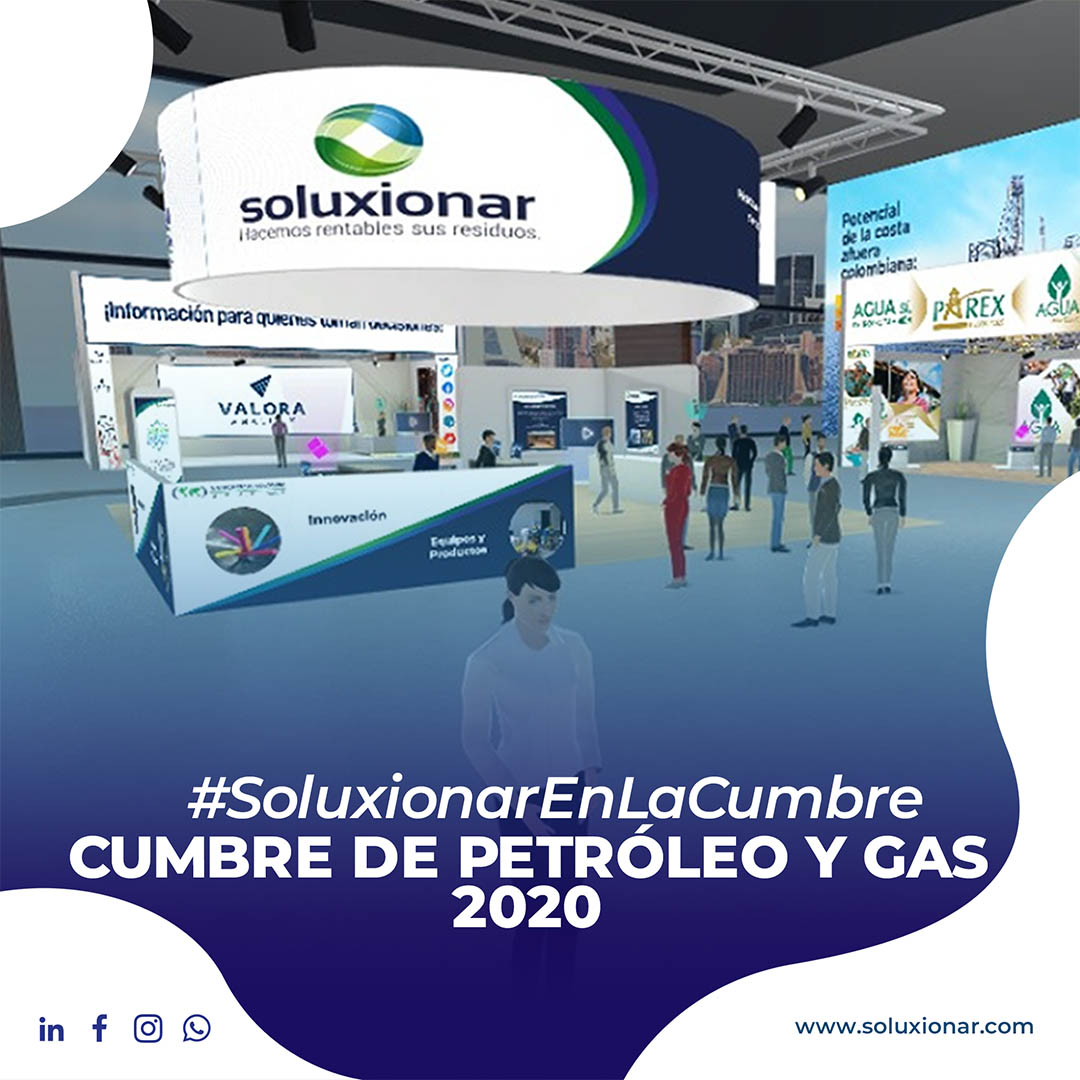 soluxionar
Hacemos rentables sus residuos.
Potencial
de la costa
afuera
colombiana:
¡Información para quienes toman decisiones!
AGUA
PAREX
AGUA
VALORA
Innovación
Equipos y
Productos
#SoluxionarEnLaCumbre
CUMBRE DE PETRÓLEO Y GAS
2020
in
f
www.soluxionar.com